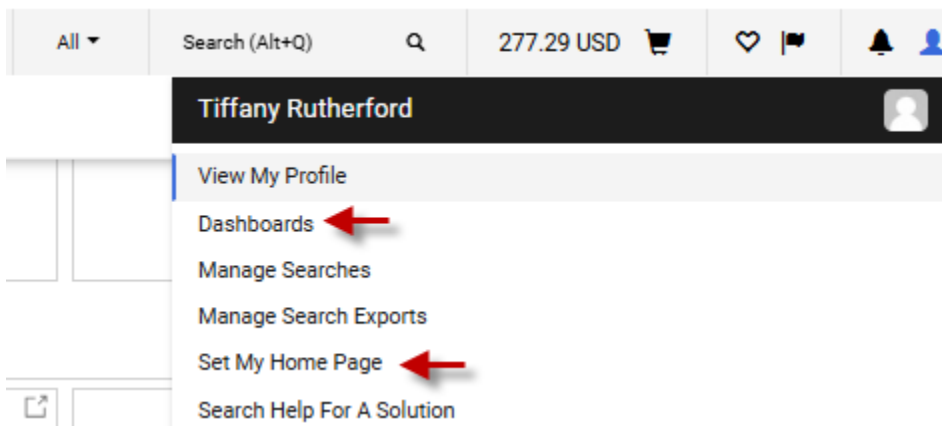 All
Search (Alt+Q)
277.29 USD
Tiffany Rutherford
View My Profile
Dashboards
Manage Searches
Manage Search Exports
Set My Home Page
Search Help For A Solution